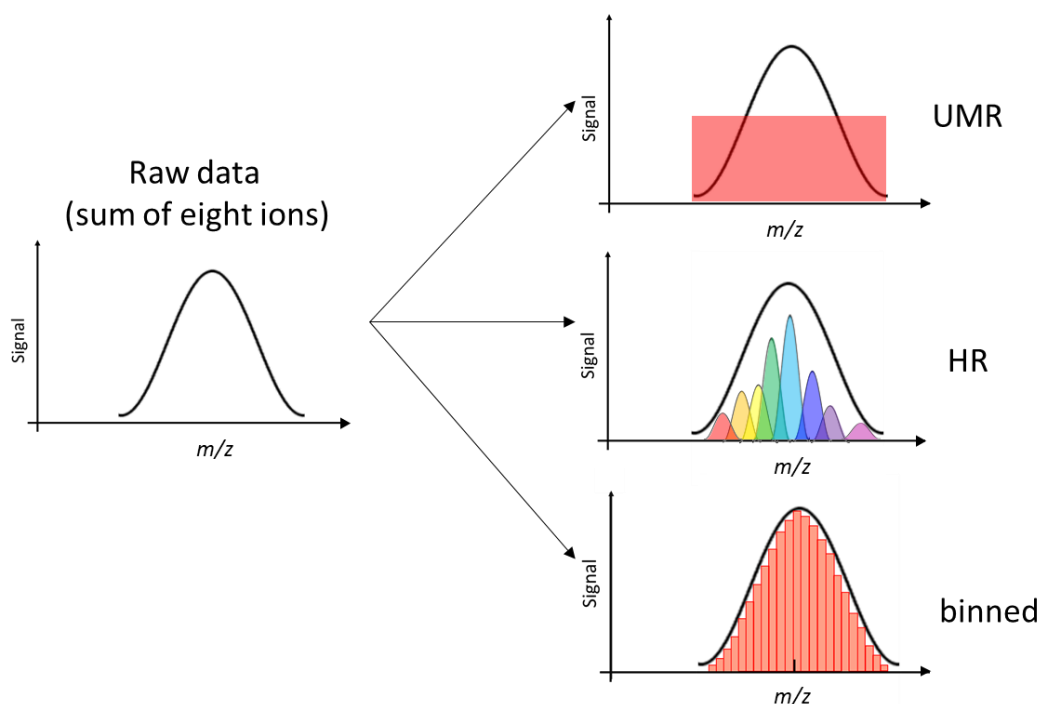 Raw data
(sum of eight ions)
Signal
m/z
Signal
m/z
UMR
Signal
m/z
HR
Signal
m/z
binned